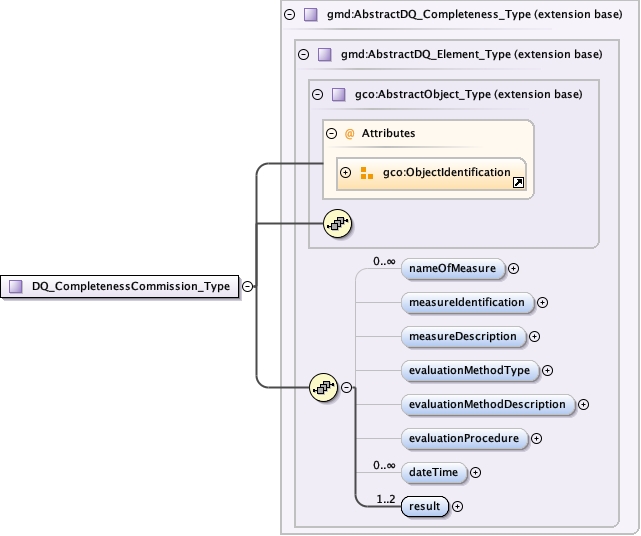 gmd:AbstractDQ_Completeness_Type (extension base)
gmd:AbstractDQ_Element_Type (extension base)
gco:AbstractObject_Type (extension base)
@ Attributes
gco:ObjectIdentification
DQ_CompletenessCommission_Type
0..∞
nameOfMeasure
measureIdentification
measureDescription
evaluationMethodType
evaluationMethodDescription
evaluationProcedure
0..∞
dateTime
1..2
result